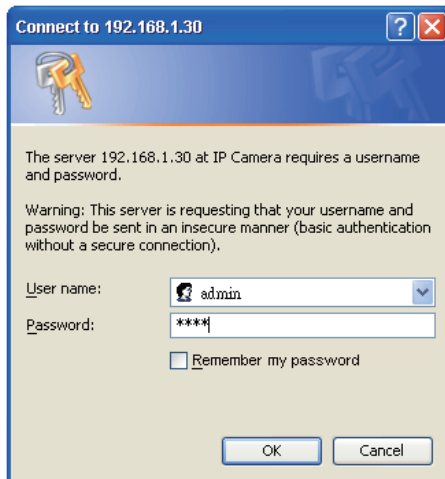 Connect to 192.168.1.30
The server 192.168.1.30 at IP Camera requires a username
and password.
Warning: This server is requesting that your username and
password be sent in an insecure manner (basic authentication
without a secure connection).
User name:
admin
Password:
****
Remember my password
OK
Cancel